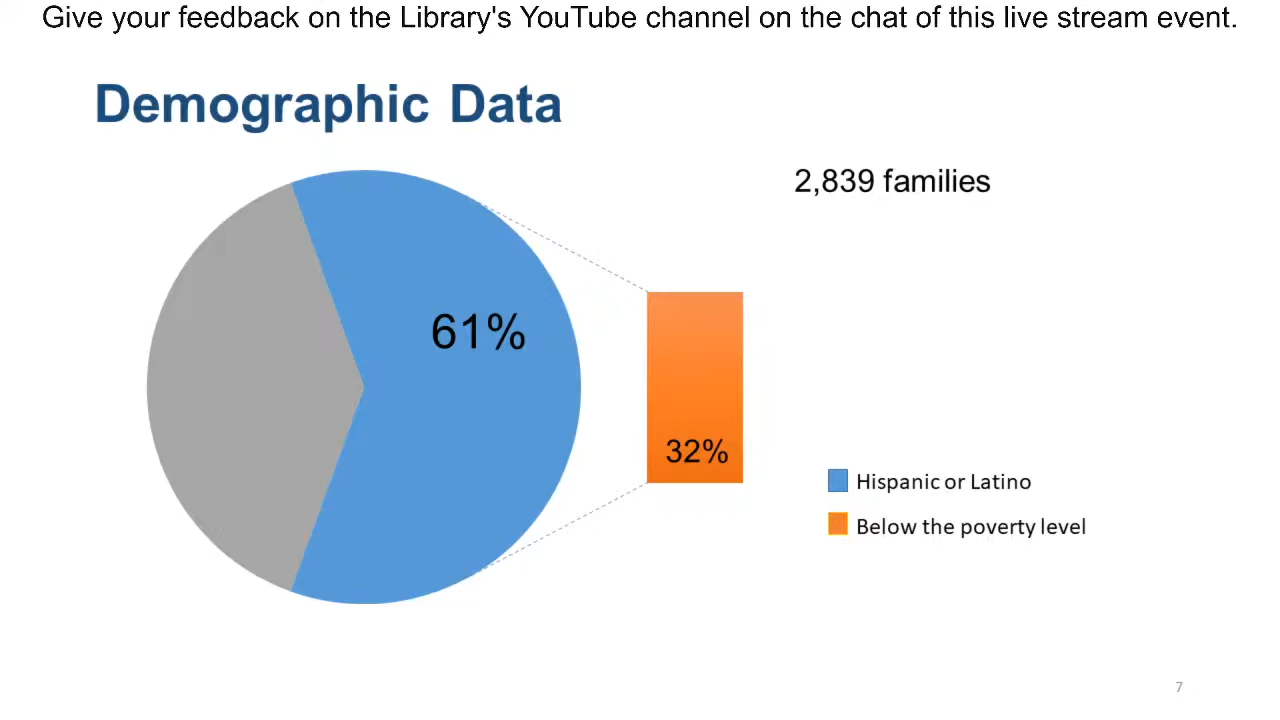 Give your feedback on the Library's YouTube channel on the chat of this live stream event.
Demographic Data
2,839 families
61%
32%
Hispanic or Latino
Below the poverty level
7